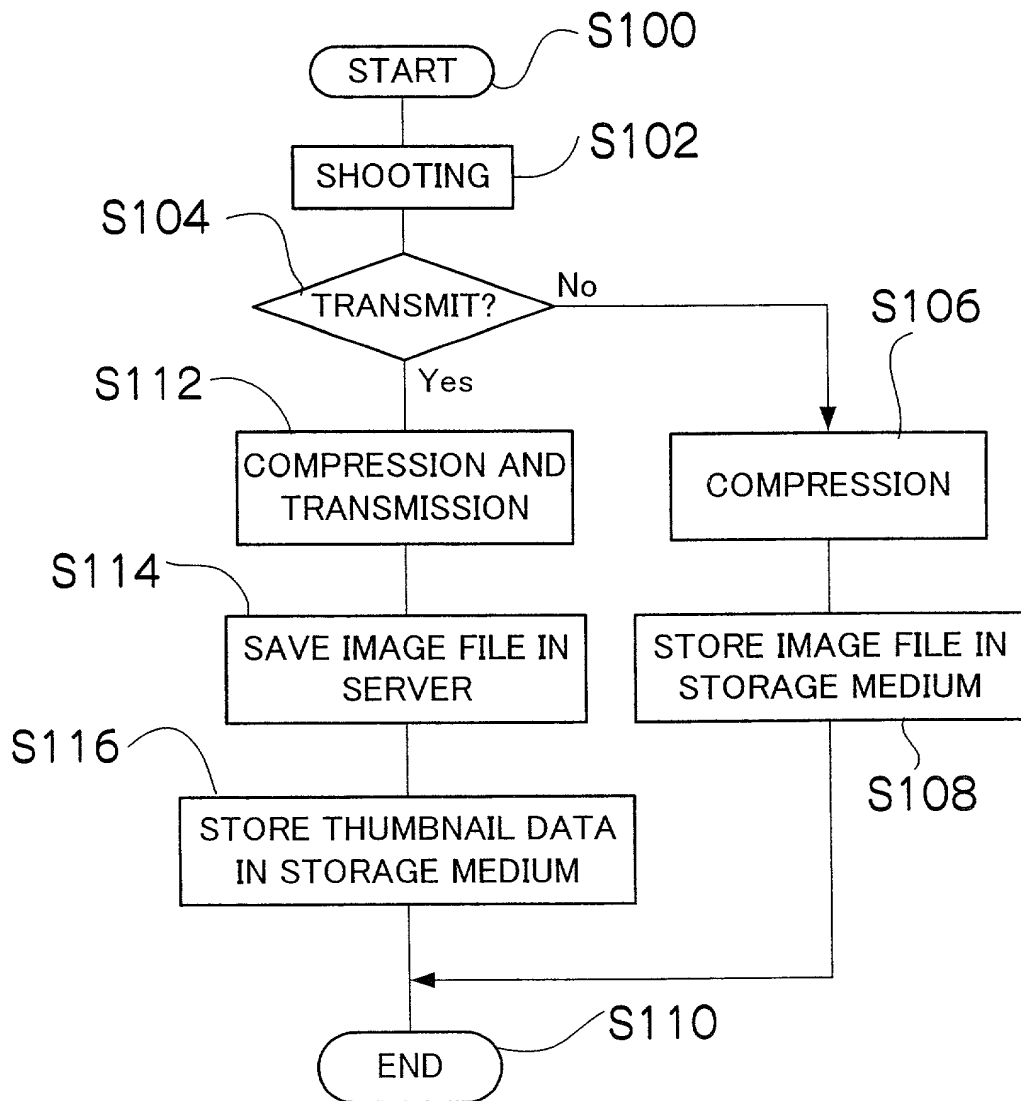 S100
START
S102
SHOOTING
S104
TRANSMIT?
No
S106
Yes
S112
COMPRESSION AND
TRANSMISSION
COMPRESSION
S114
SAVE IMAGE FILE IN
SERVER
STORE IMAGE FILE IN
STORAGE MEDIUM
S116
S108
STORE THUMBNAIL DATA
IN STORAGE MEDIUM
S110
END